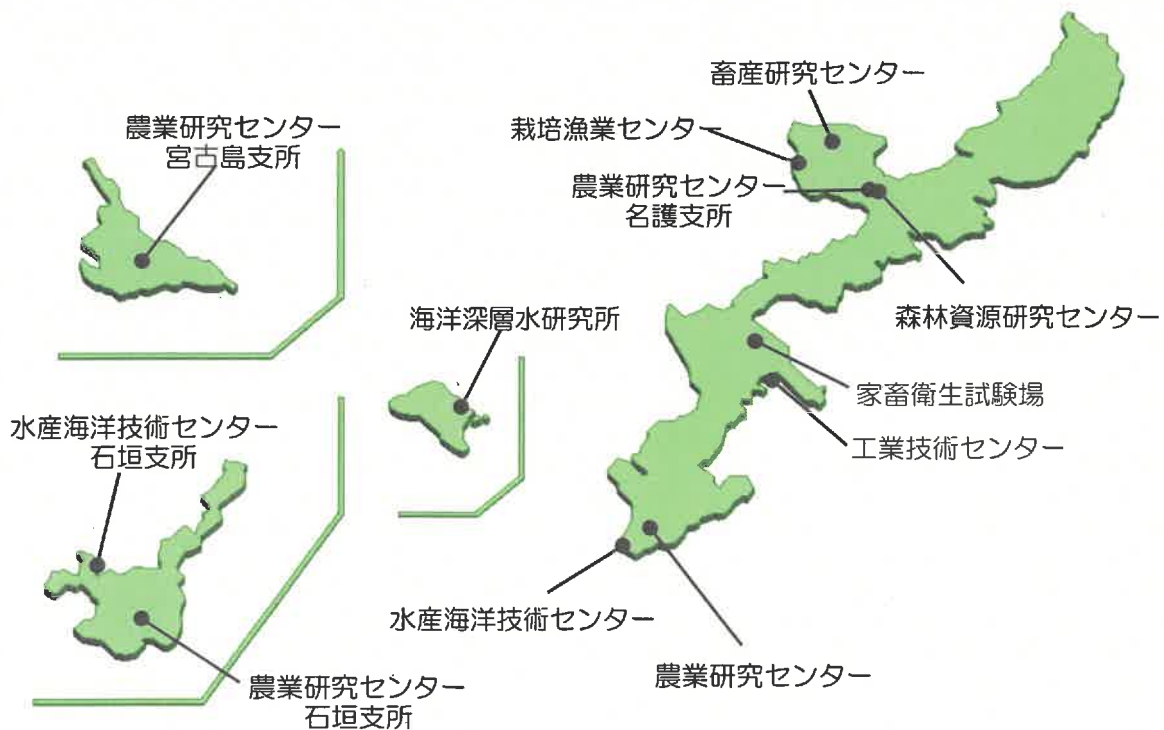 畜産研究センター
栽培漁業センター
農業研究センター
名護支所
森林資源研究センター
農業研究センター
宮古島支所
海洋深層水研究所
家畜衛生試験場
工業技術センター
水産海洋技術センター
石垣支所
水産海洋技術センター
農業研究センター
農業研究センター
石垣支所